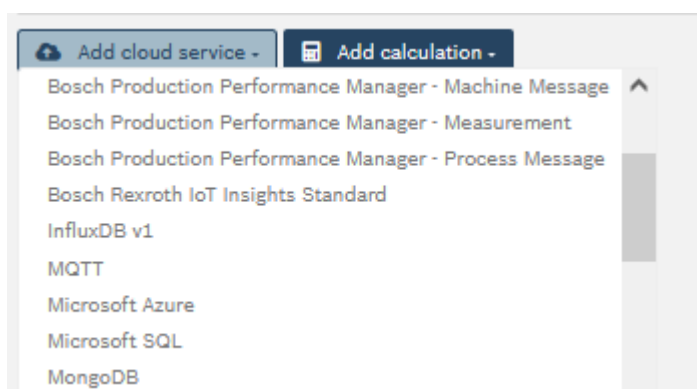 Add cloud service - Add calculation -
Bosch Production Performance Manager - Machine Message
Bosch Production Performance Manager - Measurement
Bosch Production Performance Manager - Process Message
Bosch Rexroth IoT Insights Standard
InfluxDB v1
MQTT
Microsoft Azure
Microsoft SQL
MongoDB